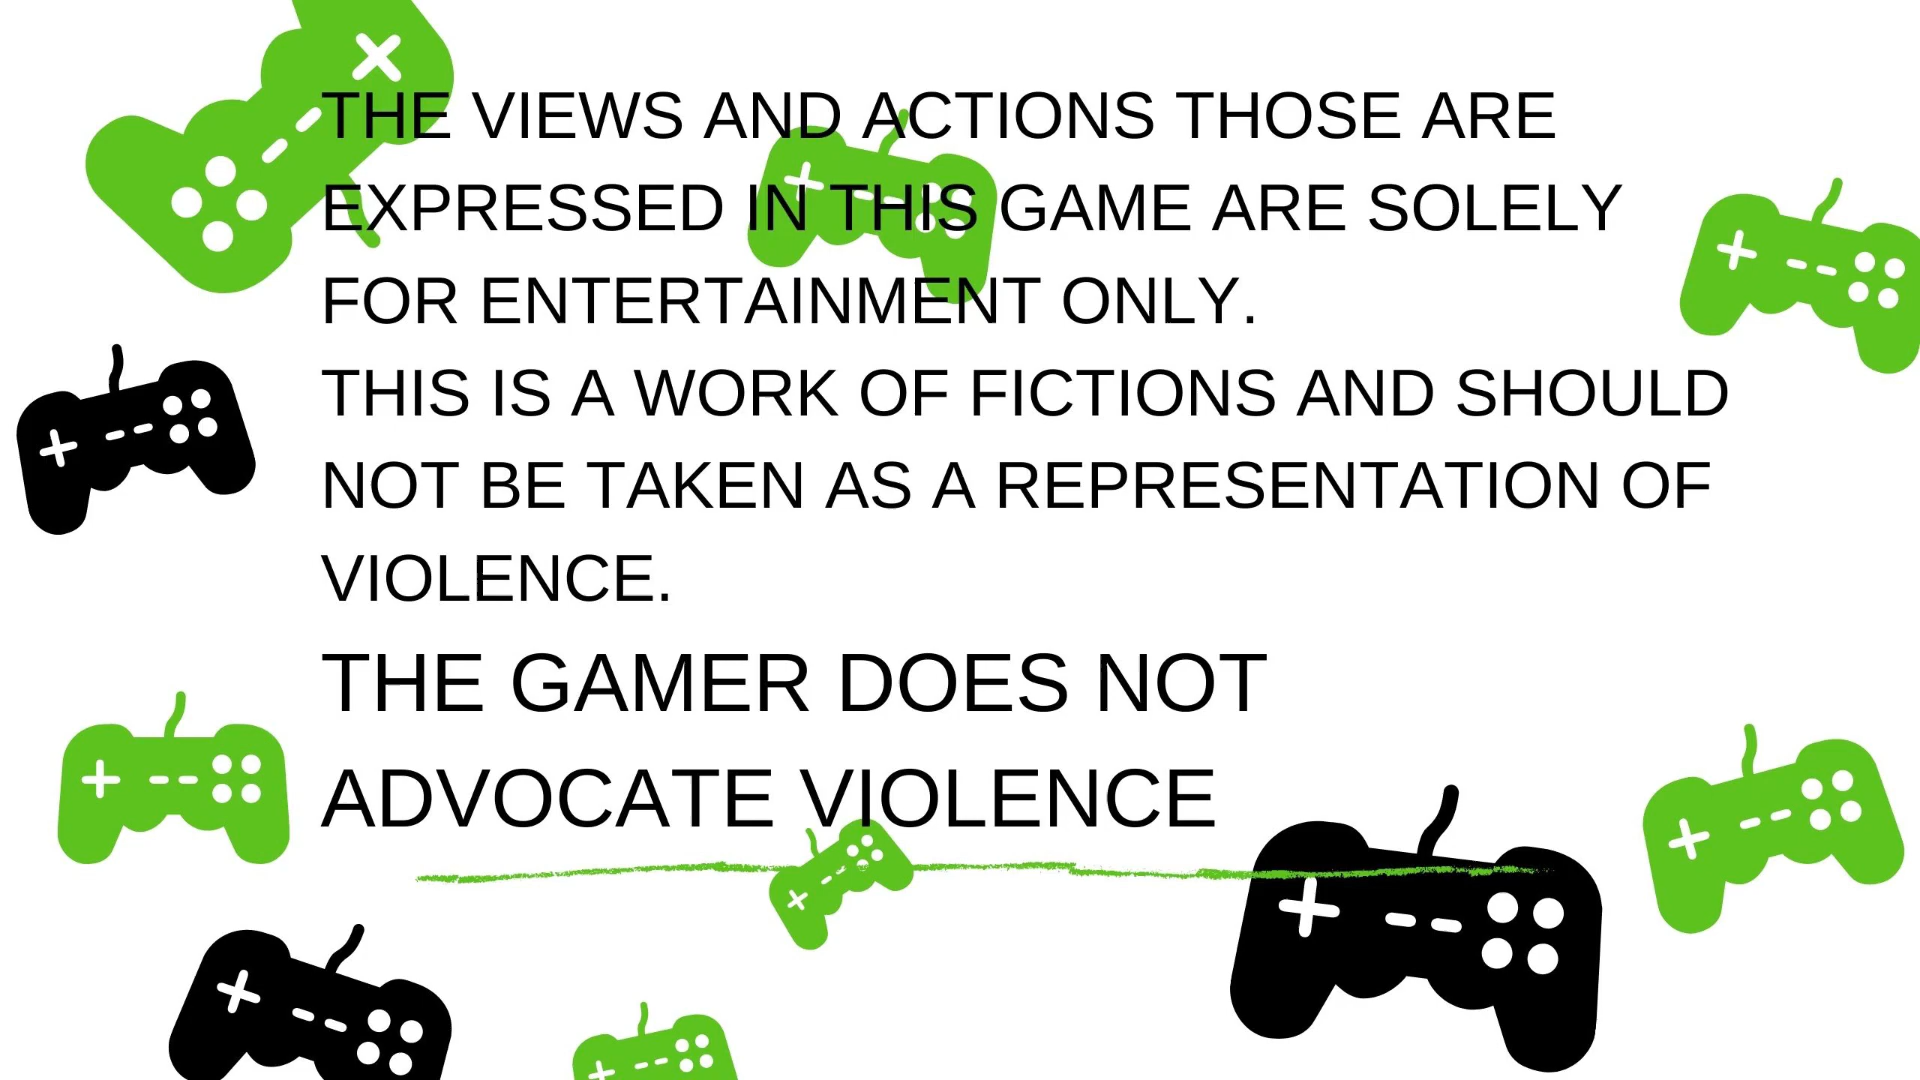 THE VIEWS AND ACTIONS THOSE ARE
EXPRESSED IN THIS GAME ARE SOLELY
FOR ENTERTAINMENT ONLY.
THIS IS A WORK OF FICTIONS AND SHOULD
NOT BE TAKEN AS A REPRESENTATION OF
VIOLENCE.
THE GAMER DOES NOT
ADVOCATE VIOLENCE